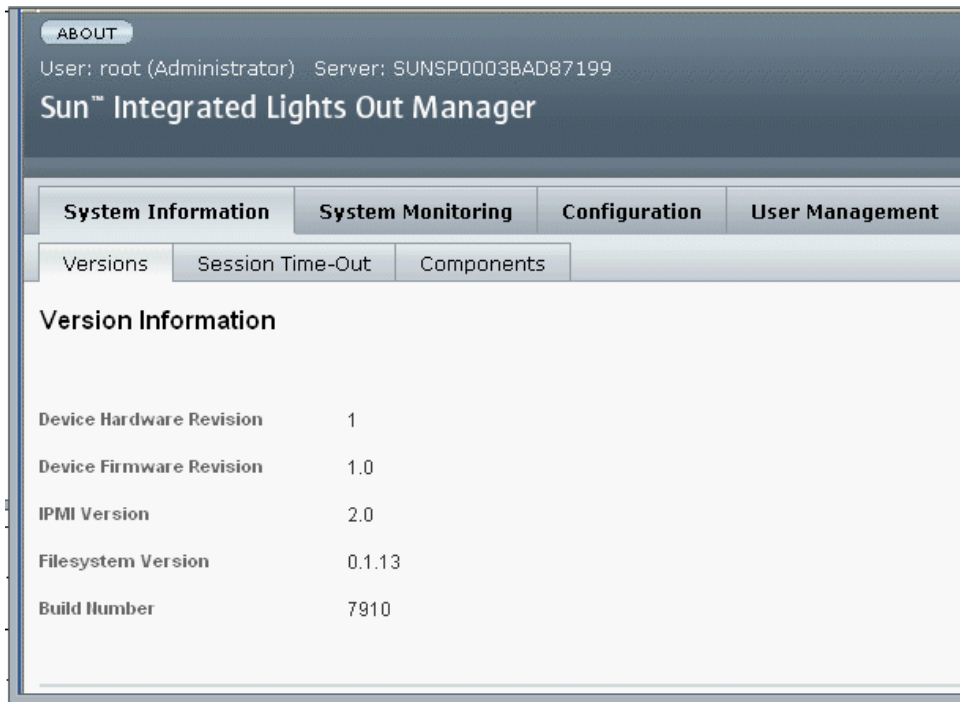 ABOUT
User: root (Administrator) Server: SUNSP0003BAD87199
Sun™ Integrated Lights Out Manager
System Information System Monitoring Configuration User Management
Versions Session Time-Out Components
Version Information
Device Hardware Revision 1
Device Firmware Revision 1.0
IPMI Version 2.0
Filesystem Version 0.1.13
Build Number 7910